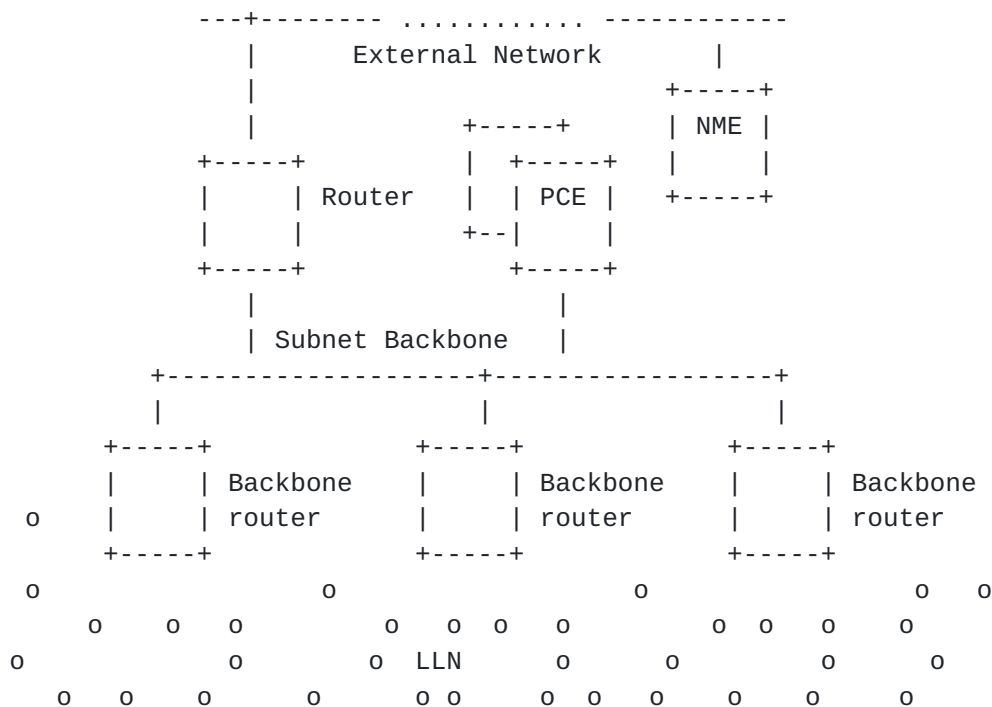 ---+-------- ............ ------------
External Network
NME
Router PCE
Subnet Backbone
Backbone Backbone Backbone
o router router router
o o o o o
o o o o o o o o o o o
o o o LLN o o o o
o o o o o o o o o o o o